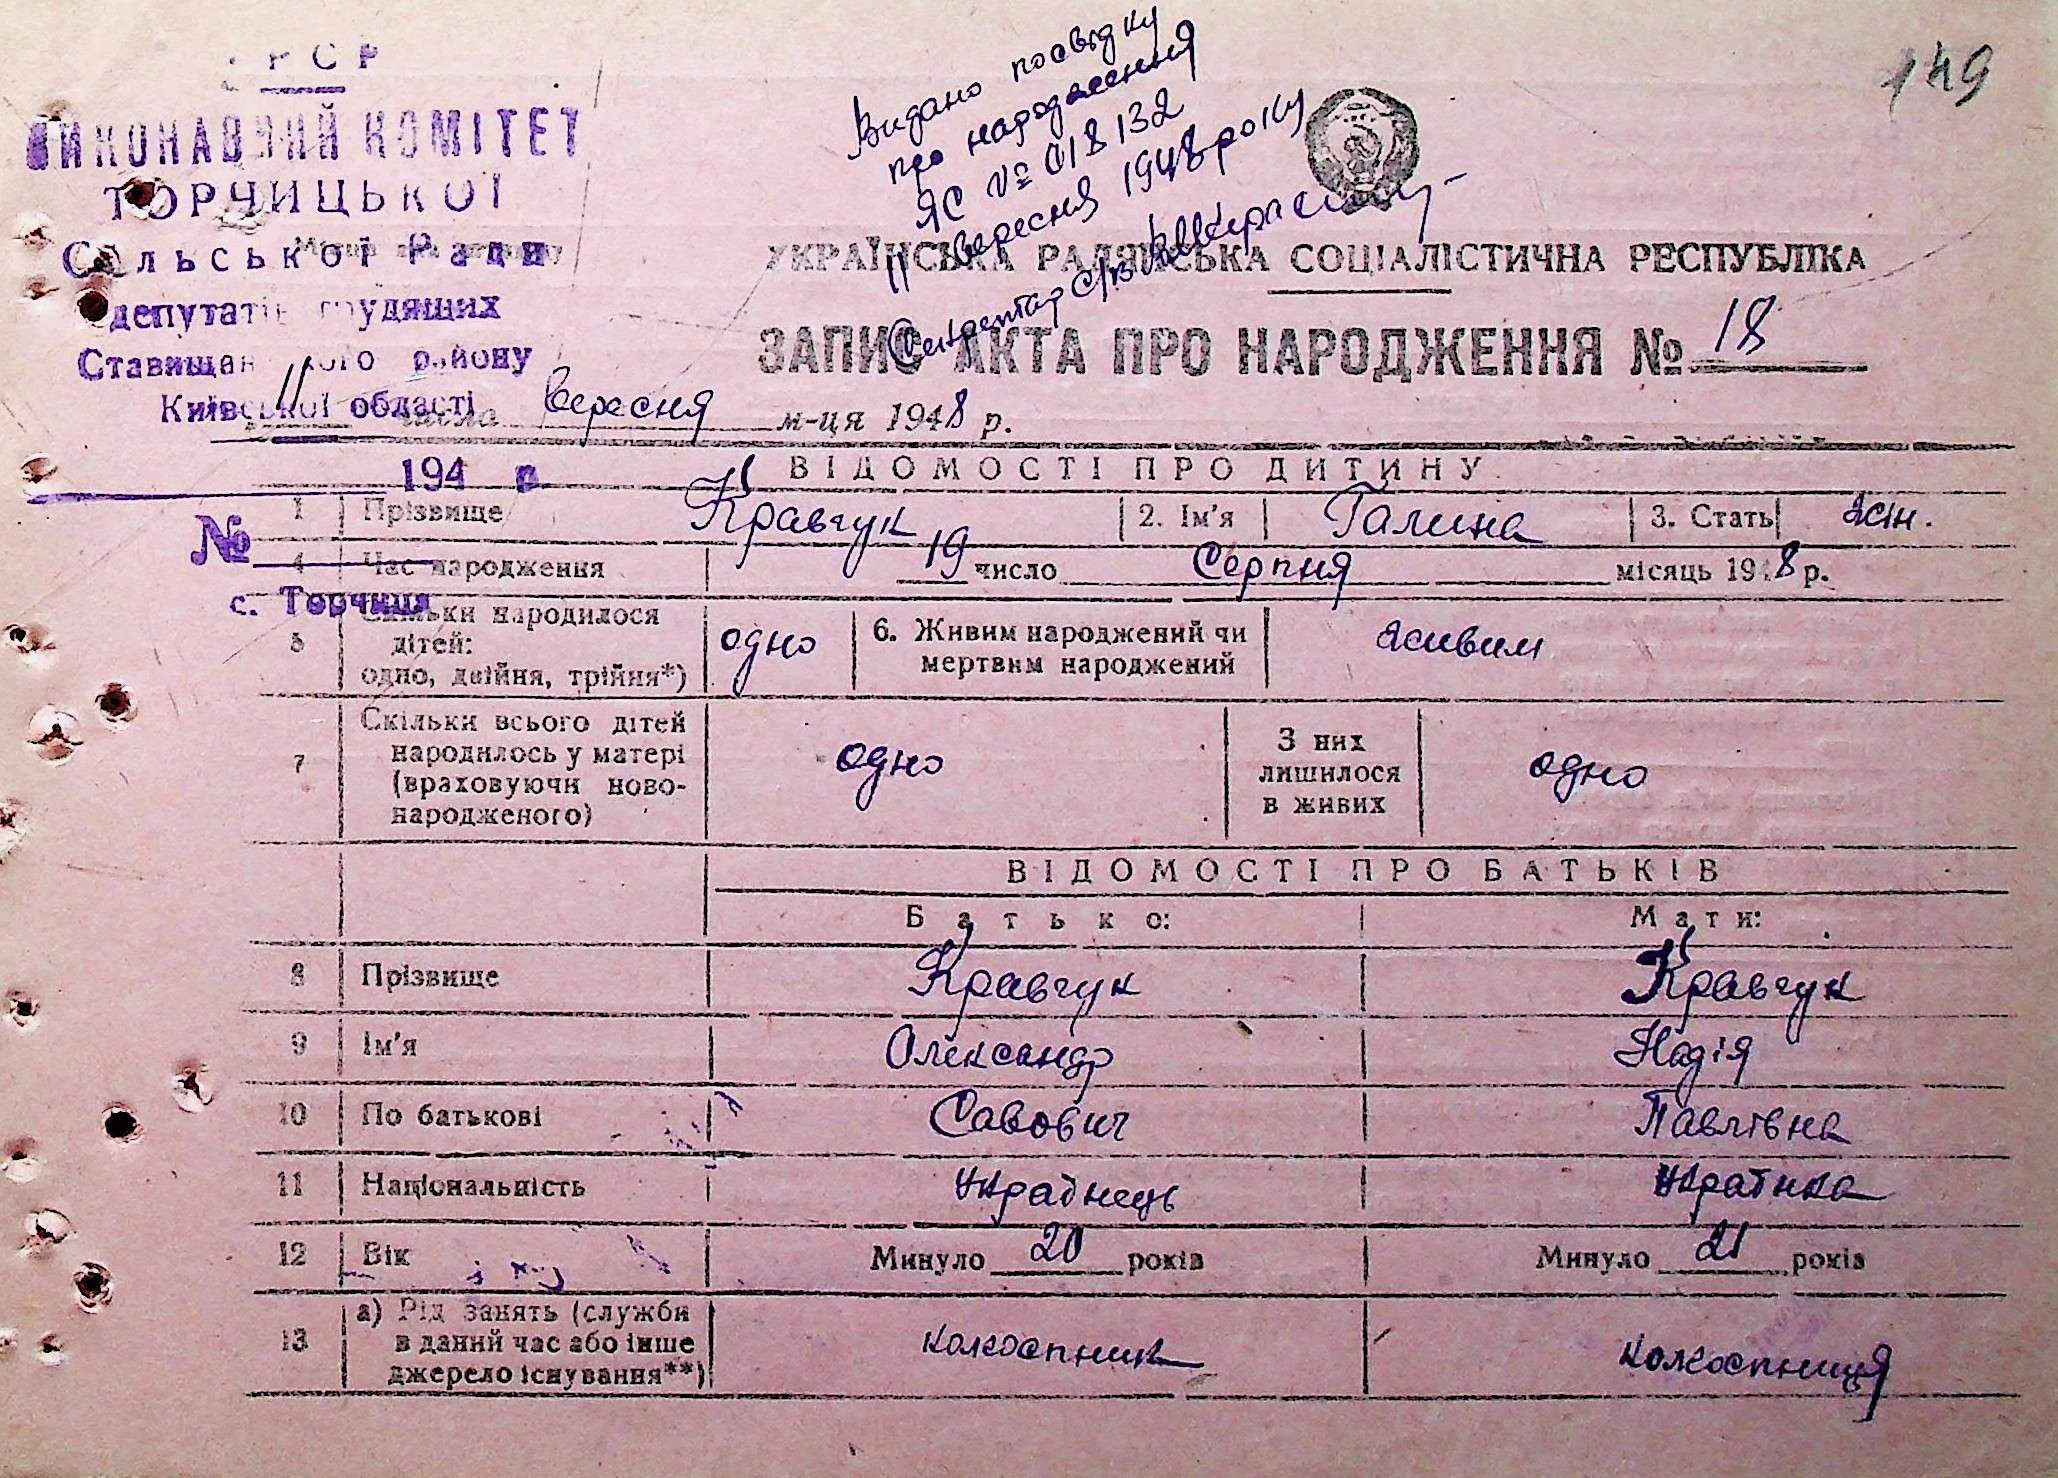 149
УРСР
ВИКОНАВЧИЙ КОМІТЕТ
ТОРЧИЦЬКОЇ
Сільської Ради
депутатів трудящих
Ставищанського району
Київської області
194 р.
№
с. Торчиця
Видано посвідку
про народження
ЯС № 018132
11 вересня 1948 року
Секретар с/в
УКРАЇНСЬКА РАДЯНСЬКА СОЦІАЛІСТИЧНА РЕСПУБЛІКА
ЗАПИС АКТА ПРО НАРОДЖЕННЯ № 18
11 числа вересня м-ця 1948 р.
ВІДОМОСТІ ПРО ДИТИНУ
1 Прізвище Кравчук 2. Ім'я Галина 3. Стать жін.
4 Час народження 19 число Серпня місяць 1948 р.
5 Скільки народилося дітей: одно, двійня, трійня*) одно 6. Живим народжений чи мертвим народжений живим
7 Скільки всього дітей народилось у матері (враховуючи новонародженого) одно З них лишилося в живих одно
ВІДОМОСТІ ПРО БАТЬКІВ
Батько: Мати:
8 Прізвище Кравчук Кравчук
9 Ім'я Олександр Надія
10 По батькові Савович Павлівна
11 Національність українець українка
12 Вік Минуло 20 років Минуло 21 років
13 а) Рід занять (служби в даний час або інше джерело існування**) колхоспник колхоспниця